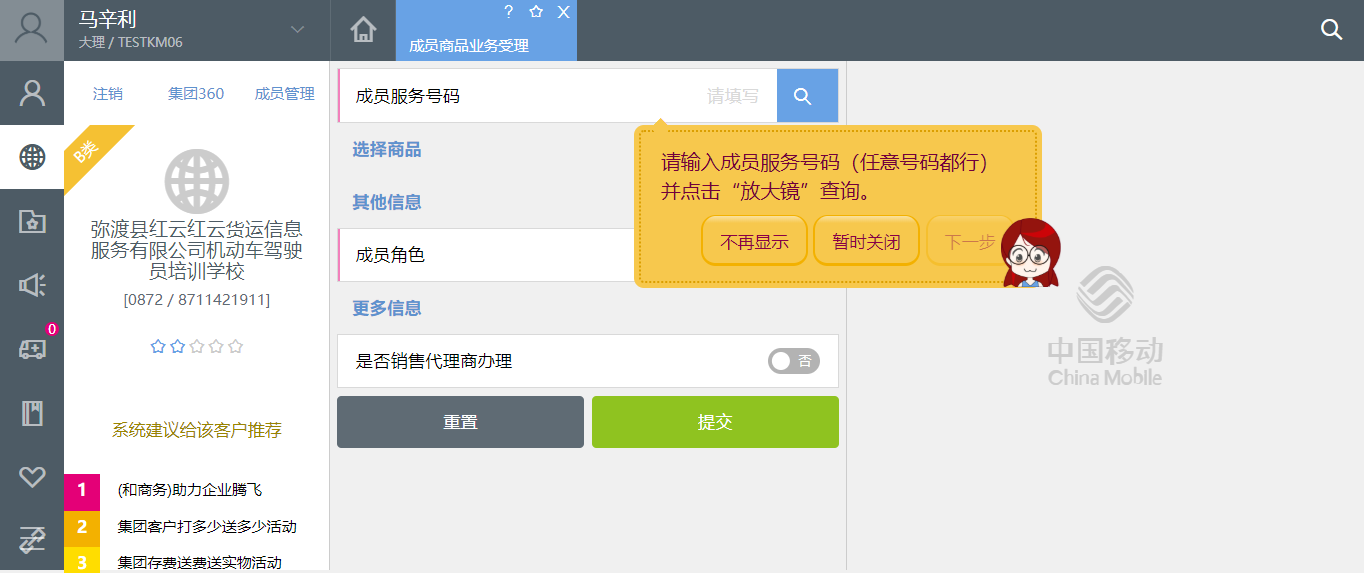 马辛利
大理 / TESTKM06
? X
成员商品业务受理
注销 集团360 成员管理
B类
弥渡县红云红云货运信息
服务有限公司机动车驾驶
员培训学校
[0872 / 8711421911]
0
系统建议给该客户推荐
1 (和商务)助力企业腾飞
2 集团客户打多少送多少活动
3 集团存费送费送实物活动
成员服务号码 请填写
选择商品
其他信息
成员角色
更多信息
是否销售代理商办理 否
重置 提交
请输入成员服务号码（任意号码都行）
并点击“放大镜”查询。
不再显示 暂时关闭 下一步
中国移动
China Mobile